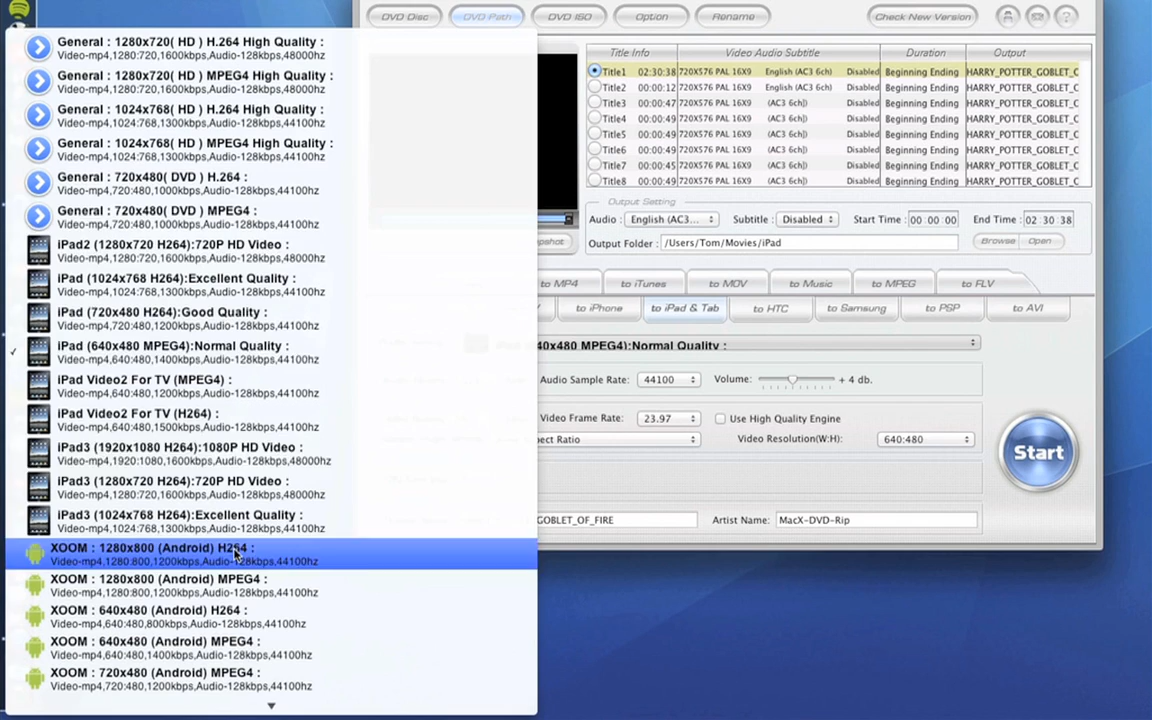 DVD Disc
DVD Path
DVD ISO
Option
Rename
Check New Version
General : 1280x720( HD ) H.264 High Quality :
Video-mp4,1280:720,1600kbps,Audio-128kbps,48000hz
General : 1280x720( HD ) MPEG4 High Quality :
Video-mp4,1280:720,1600kbps,Audio-128kbps,48000hz
General : 1024x768( HD ) H.264 High Quality :
Video-mp4,1024:768,1300kbps,Audio-128kbps,44100hz
General : 1024x768( HD ) MPEG4 High Quality :
Video-mp4,1024:768,1300kbps,Audio-128kbps,44100hz
General : 720x480( DVD ) H.264 :
Video-mp4,720:480,1000kbps,Audio-128kbps,44100hz
General : 720x480( DVD ) MPEG4 :
Video-mp4,720:480,1000kbps,Audio-128kbps,44100hz
iPad2 (1280x720 H264):720P HD Video :
Video-mp4,1280:720,1600kbps,Audio-128kbps,48000hz
iPad (1024x768 H264):Excellent Quality :
Video-mp4,1024:768,1300kbps,Audio-128kbps,44100hz
iPad (720x480 H264):Good Quality :
Video-mp4,720:480,1200kbps,Audio-128kbps,44100hz
iPad (640x480 MPEG4):Normal Quality :
Video-mp4,640:480,1400kbps,Audio-128kbps,44100hz
iPad Video2 For TV (MPEG4) :
Video-mp4,640:480,1200kbps,Audio-128kbps,44100hz
iPad Video2 For TV (H264) :
Video-mp4,640:480,1500kbps,Audio-128kbps,44100hz
iPad3 (1920x1080 H264):1080P HD Video :
Video-mp4,1920:1080,1600kbps,Audio-128kbps,48000hz
iPad3 (1280x720 H264):720P HD Video :
Video-mp4,1280:720,1600kbps,Audio-128kbps,48000hz
iPad3 (1024x768 H264):Excellent Quality :
Video-mp4,1024:768,1300kbps,Audio-128kbps,44100hz
XOOM : 1280x800 (Android) H264 :
Video-mp4,1280:800,1200kbps,Audio-128kbps,44100hz
XOOM : 1280x800 (Android) MPEG4 :
Video-mp4,1280:800,1200kbps,Audio-128kbps,44100hz
XOOM : 640x480 (Android) H264 :
Video-mp4,640:480,800kbps,Audio-128kbps,44100hz
XOOM : 640x480 (Android) MPEG4 :
Video-mp4,640:480,1400kbps,Audio-128kbps,44100hz
XOOM : 720x480 (Android) MPEG4 :
Video-mp4,720:480,1200kbps,Audio-128kbps,44100hz
Title Info Video Audio Subtitle Duration Output
Title1 02:30:38 720X576 PAL 16X9 English (AC3 6ch) Disabled Beginning Ending HARRY_POTTER_GOBLET_C
Title2 00:00:12 720X576 PAL 16X9 English (AC3 6ch) Disabled Beginning Ending HARRY_POTTER_GOBLET_C
Title3 00:00:47 720X576 PAL 16X9 (AC3 6ch]) Disabled Beginning Ending HARRY_POTTER_GOBLET_C
Title4 00:00:49 720X576 PAL 16X9 (AC3 6ch]) Disabled Beginning Ending HARRY_POTTER_GOBLET_C
Title5 00:00:49 720X576 PAL 16X9 (AC3 6ch]) Disabled Beginning Ending HARRY_POTTER_GOBLET_C
Title6 00:00:49 720X576 PAL 16X9 (AC3 6ch]) Disabled Beginning Ending HARRY_POTTER_GOBLET_C
Title7 00:00:45 720X576 PAL 16X9 (AC3 6ch]) Disabled Beginning Ending HARRY_POTTER_GOBLET_C
Title8 00:00:49 720X576 PAL 16X9 (AC3 6ch]) Disabled Beginning Ending HARRY_POTTER_GOBLET_C
Output Setting
Audio : English (AC3... Subtitle : Disabled Start Time : 00 : 00 : 00 End Time : 02 : 30 : 38
pshot Output Folder : /Users/Tom/Movies/iPad Browse Open
to MP4 to iTunes to MOV to Music to MPEG to FLV
to iPhone to iPad & Tab to HTC to Samsung to PSP to AVI
40x480 MPEG4):Normal Quality :
Audio Sample Rate: 44100 Volume: + 4 db.
Video Frame Rate: 23.97 Use High Quality Engine
pect Ratio Video Resolution(W:H): 640:480
Start
GOBLET_OF_FIRE Artist Name: MacX-DVD-Rip